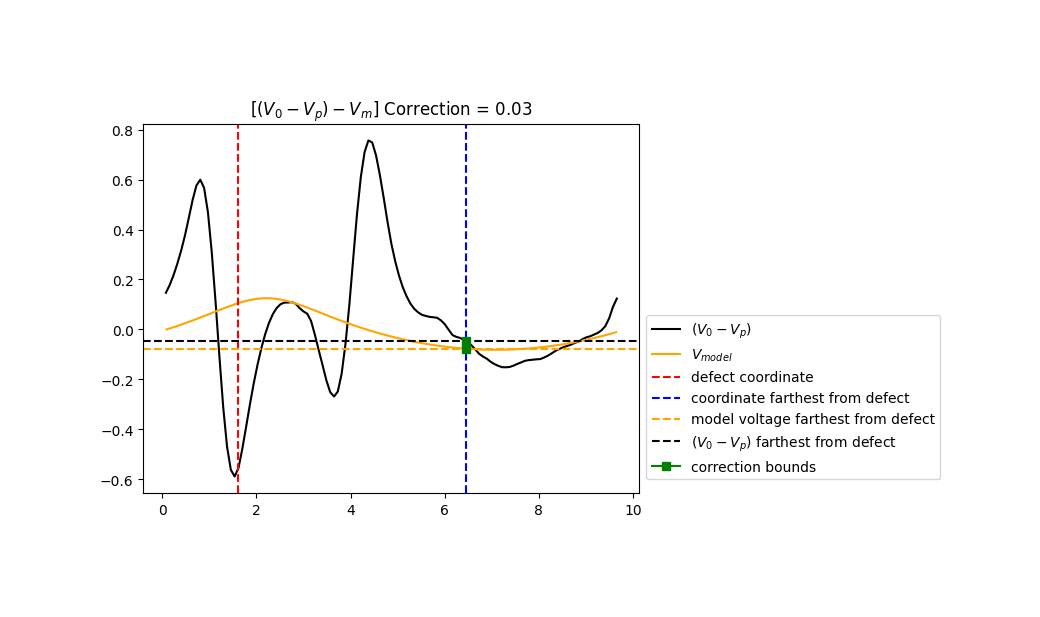 [(V₀ − Vₚ) − Vₘ] Correction = 0.03
0.8
0.6
0.4
0.2
0.0
−0.2
−0.4
−0.6
0 2 4 6 8 10
(V₀ − Vₚ)
V_model
defect coordinate
coordinate farthest from defect
model voltage farthest from defect
(V₀ − Vₚ) farthest from defect
correction bounds